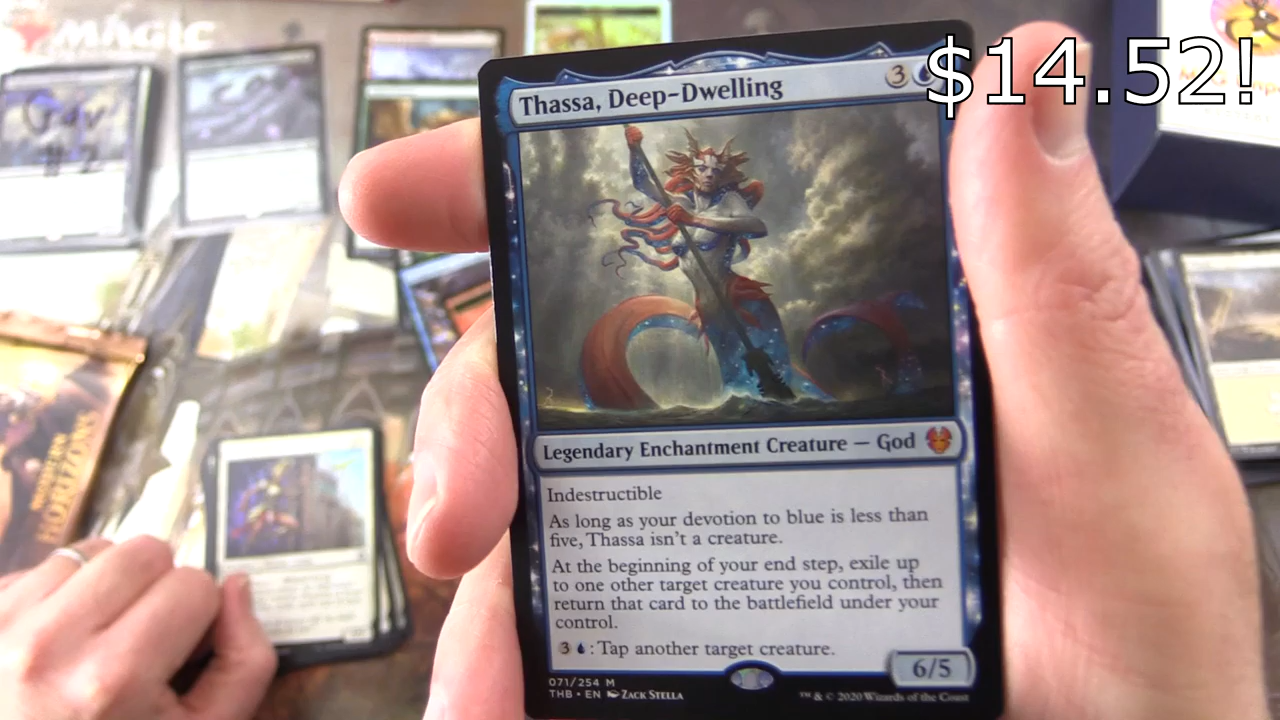 MAGIC
$14.52!
Thassa, Deep-Dwelling
3
Legendary Enchantment Creature — God
Indestructible
As long as your devotion to blue is less than
five, Thassa isn't a creature.
At the beginning of your end step, exile up
to one other target creature you control, then
return that card to the battlefield under your
control.
3 : Tap another target creature.
6/5
071/254 M
THB • EN ZACK STELLA
™ & © 2020 Wizards of the Coast
HORIZONS